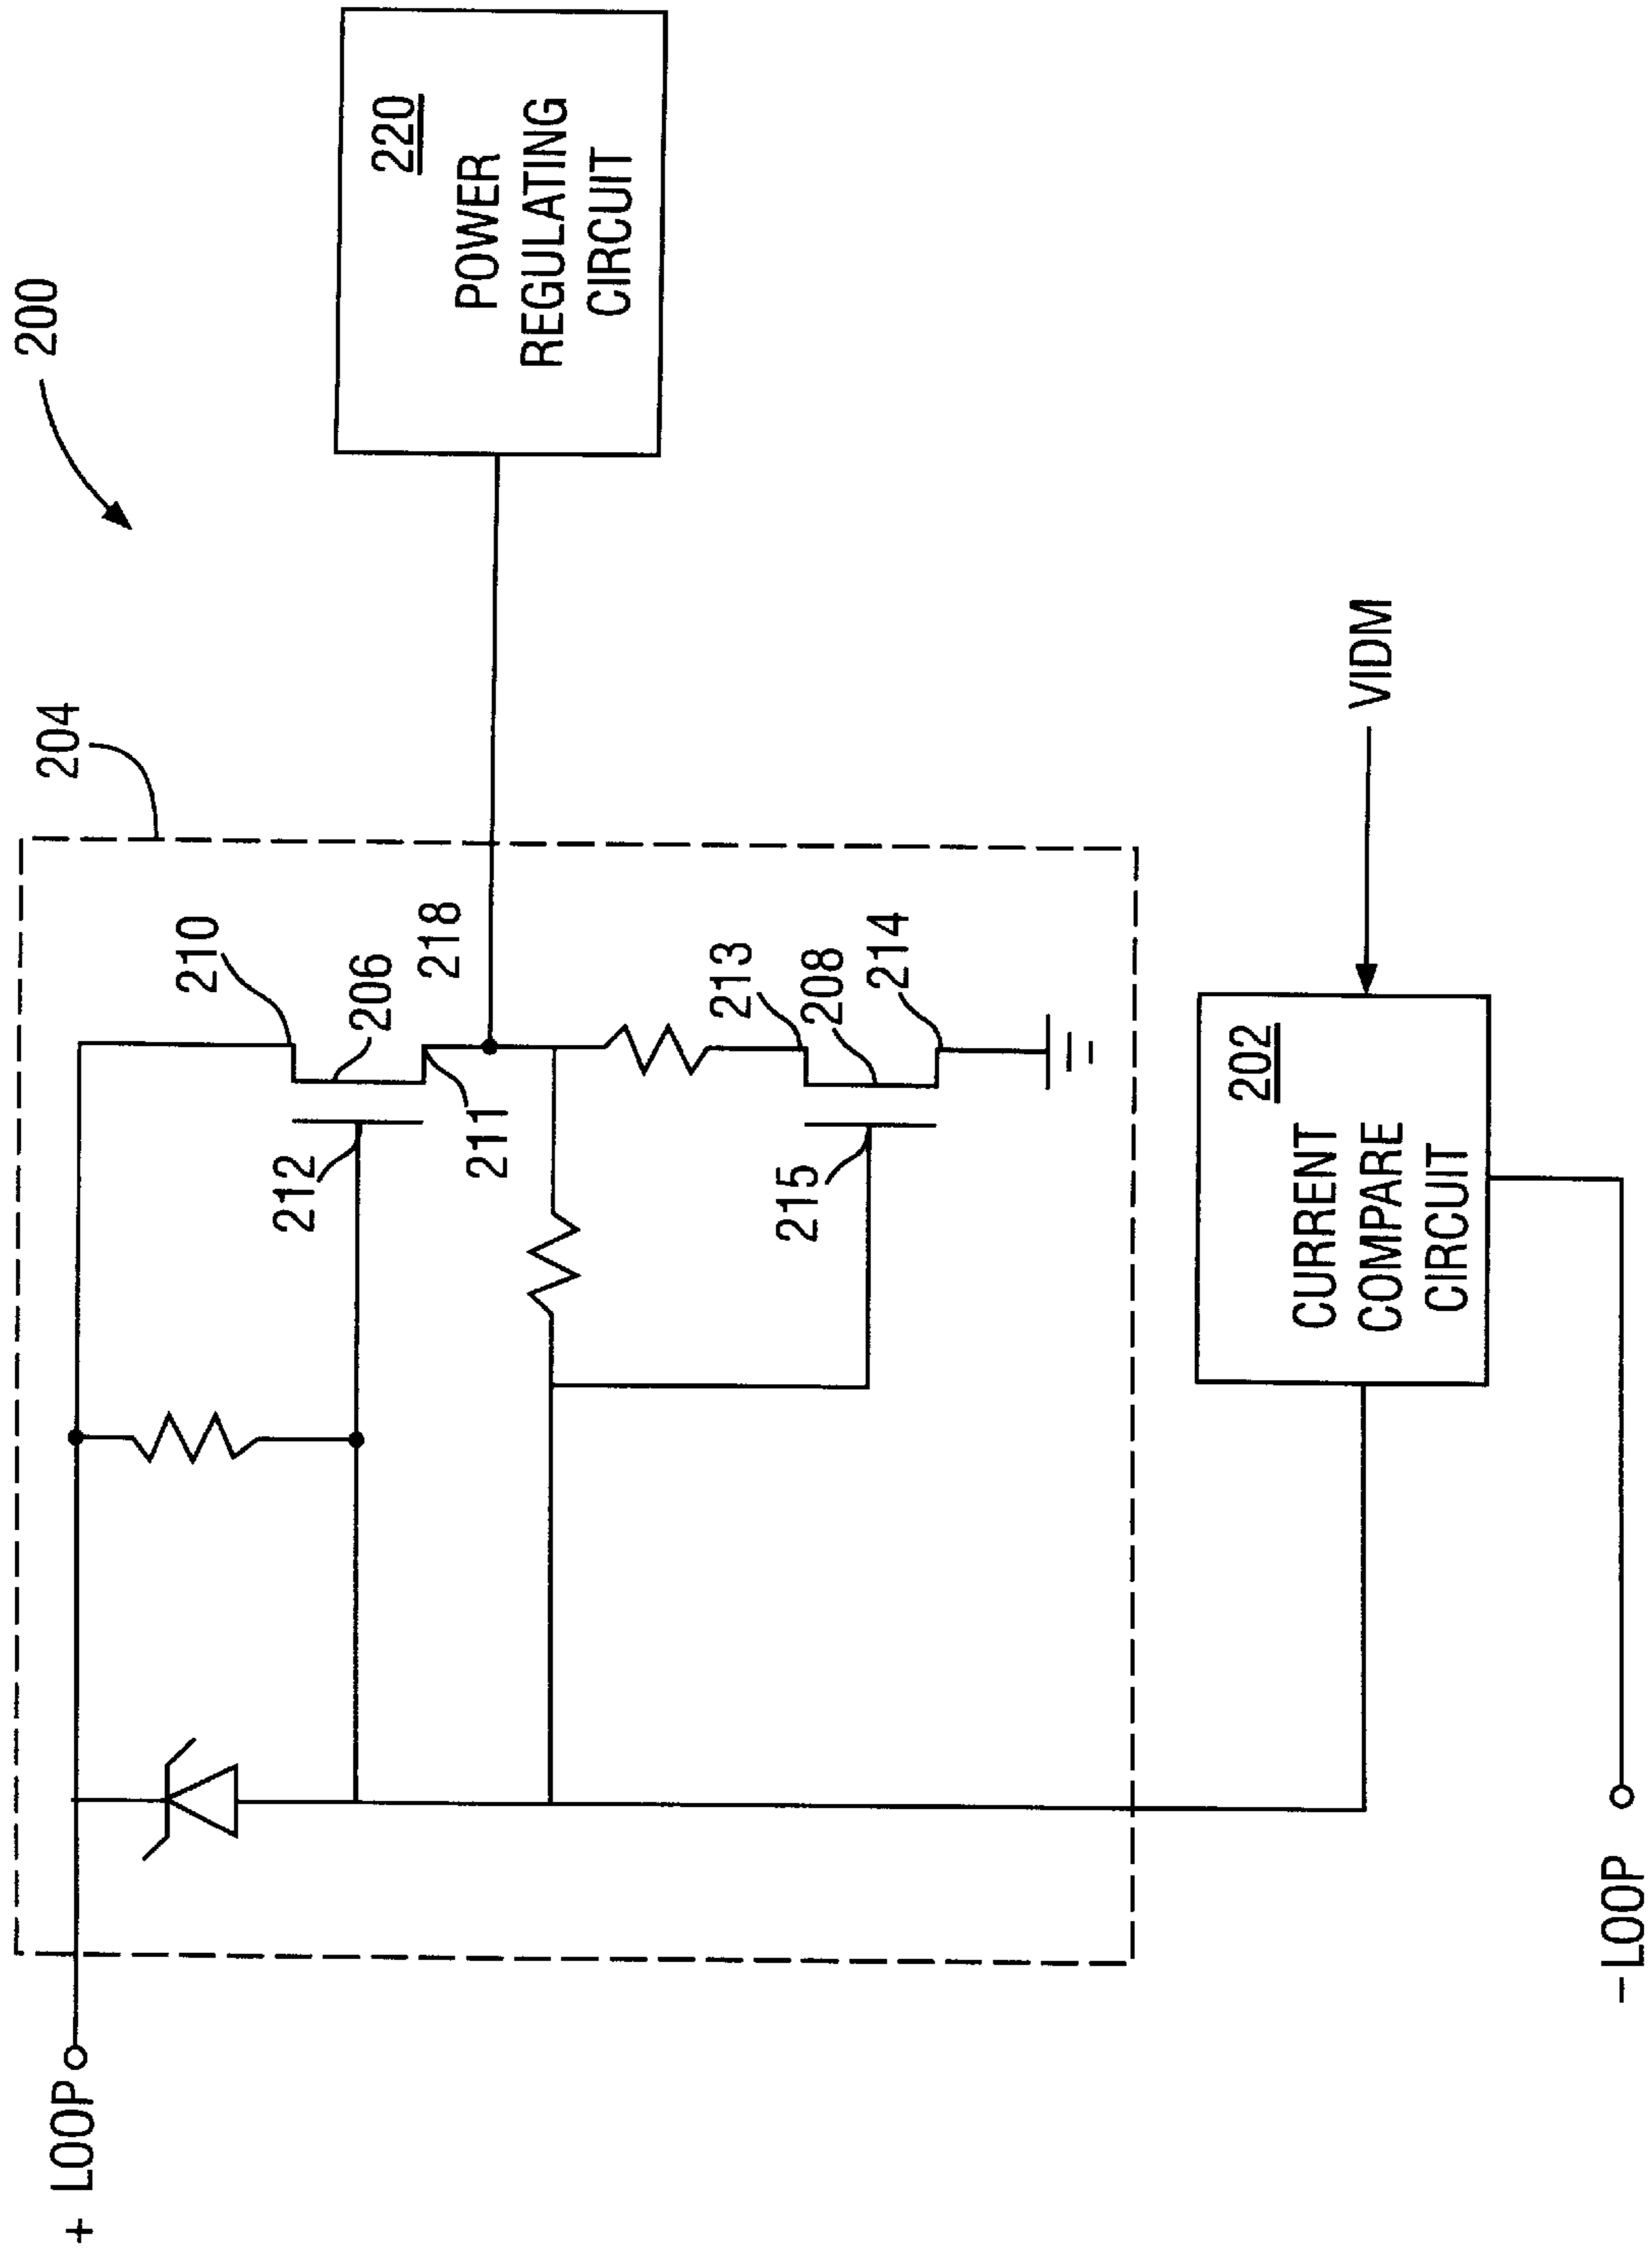 200
204
220
POWER
REGULATING
CIRCUIT
210
206
218
212
211
213
208
214
215
202
CURRENT
COMPARE
CIRCUIT
VIDM
+ LOOP
-LOOP